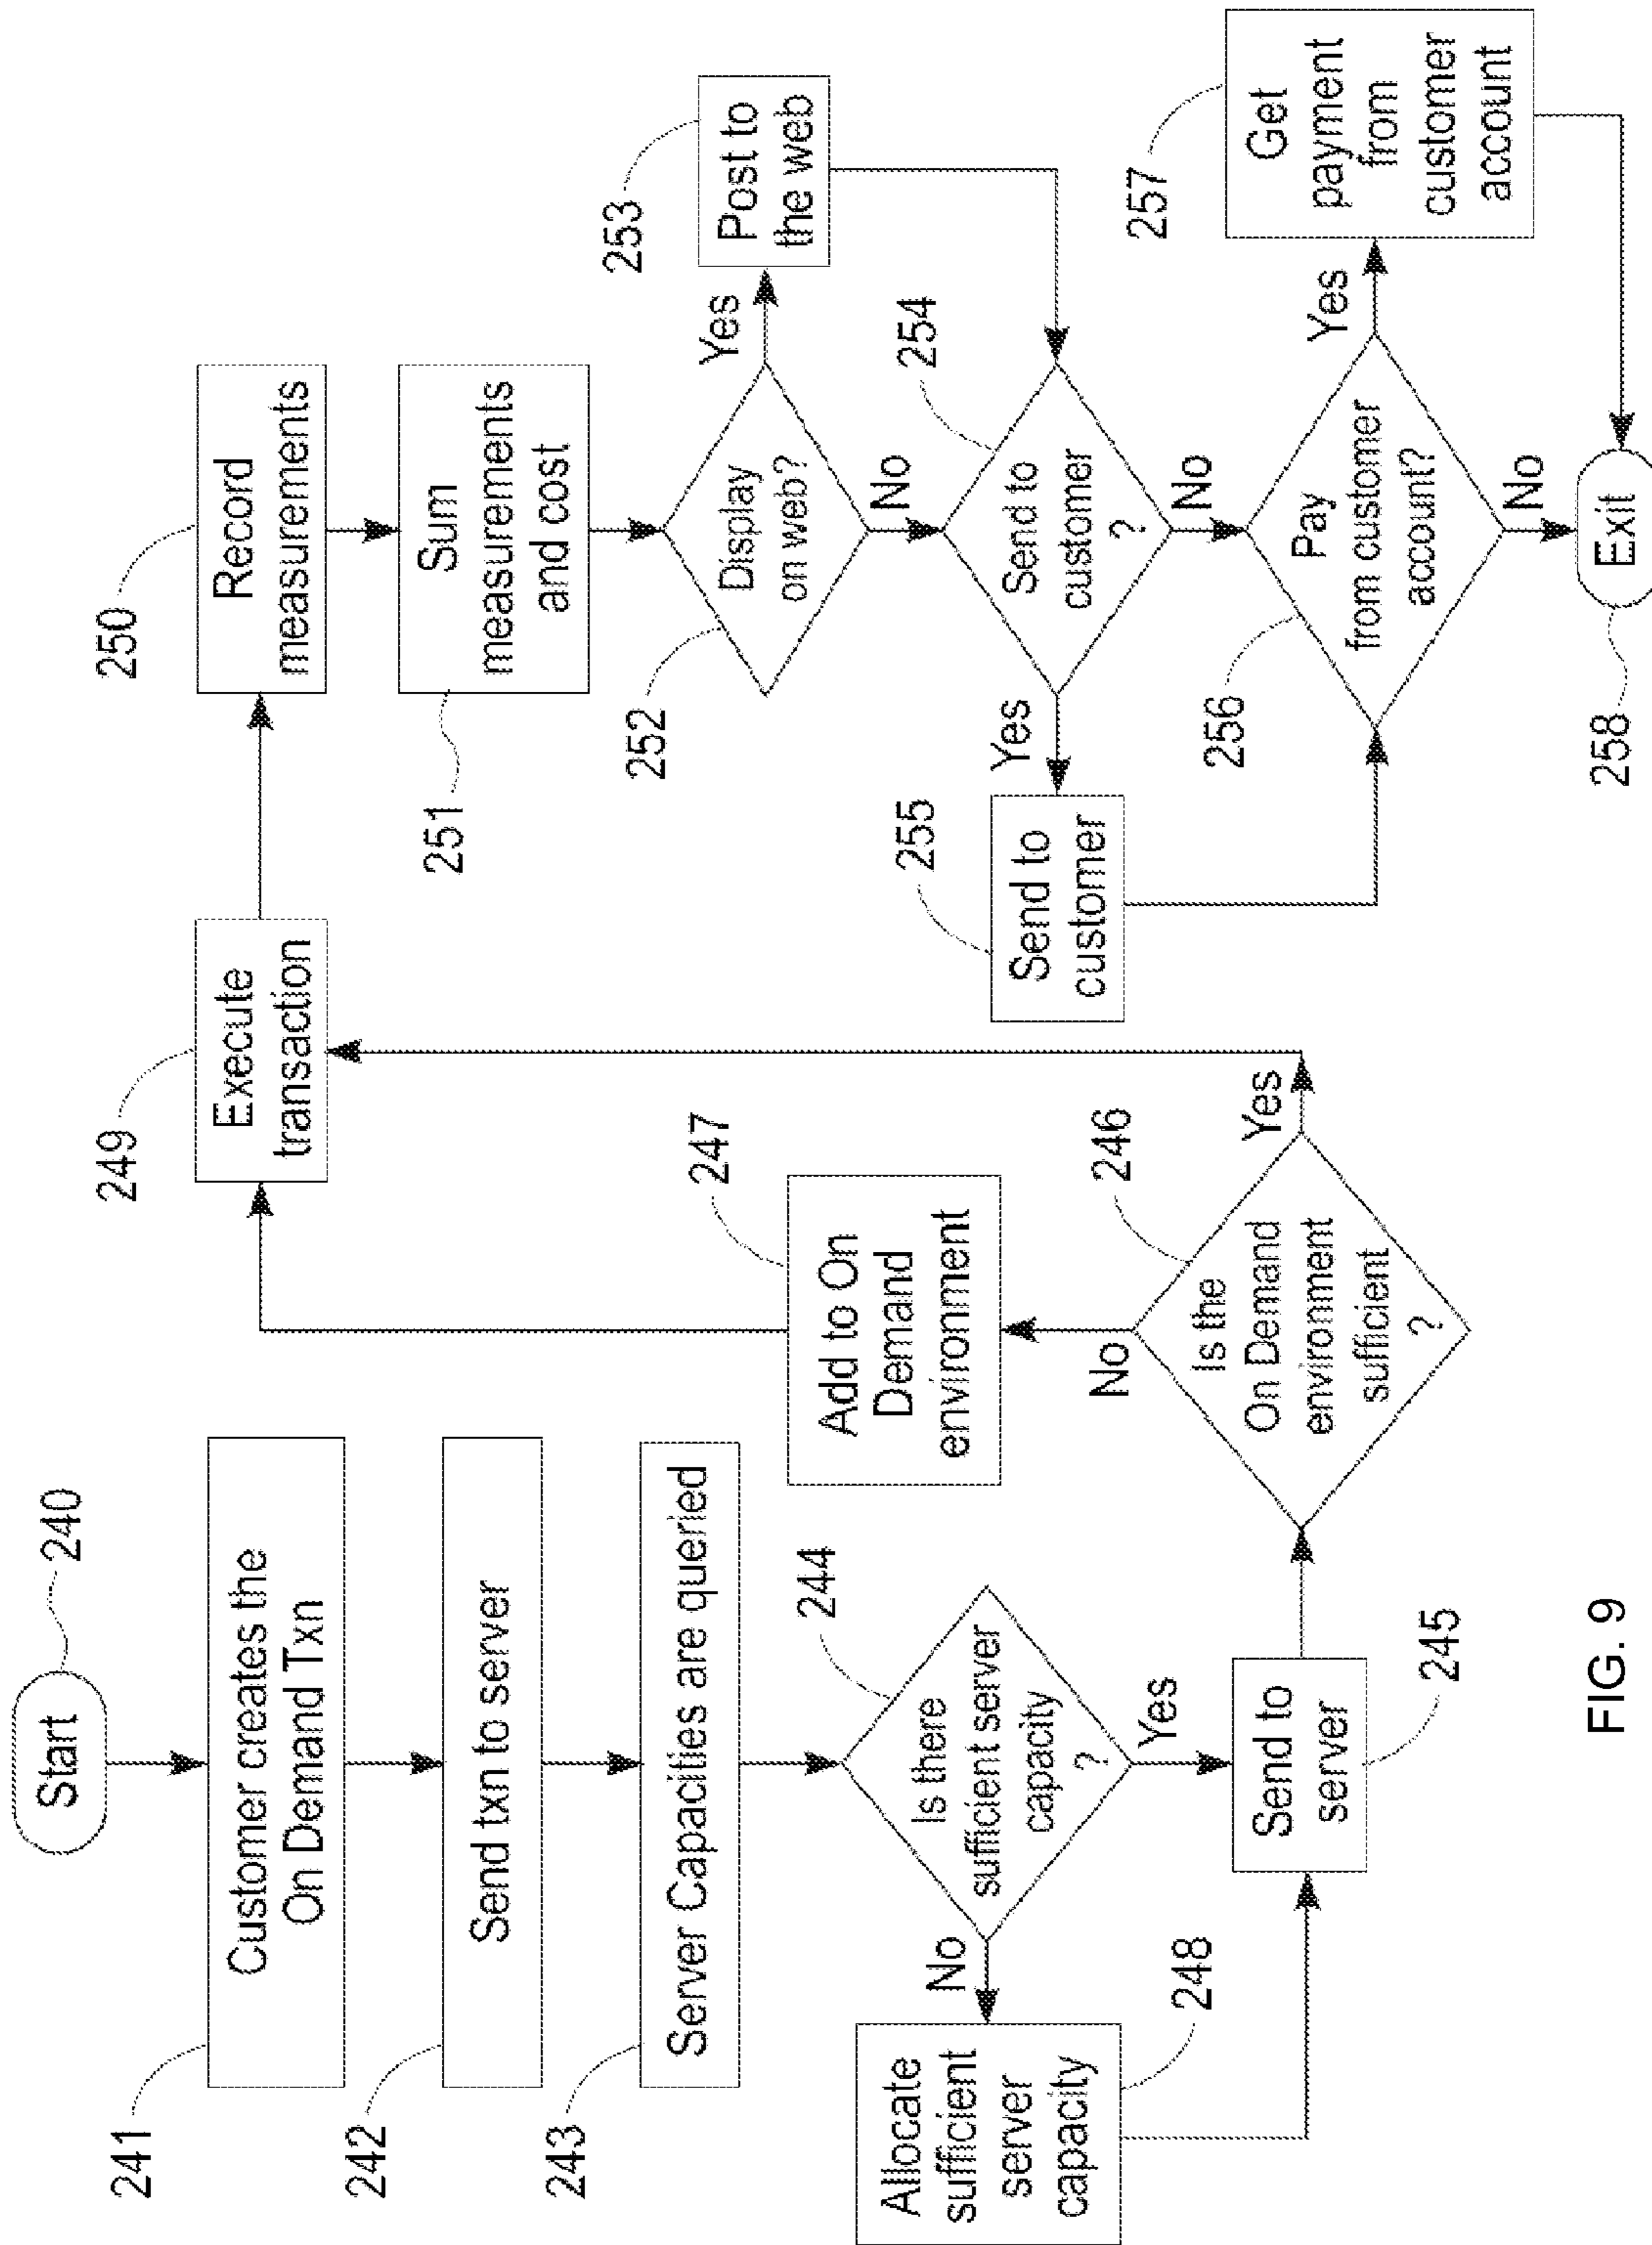 Start
240
Customer creates the
On Demand Txn
241
Send txn to server
242
Server Capacities are queried
243
Is there
sufficient server
capacity
?
244
No
Yes
Allocate
sufficient
server
capacity
248
Send to
server
245
Is the
On Demand
environment
sufficient
?
246
No
Yes
Add to On
Demand
environment
247
Execute
transaction
249
Record
measurements
250
Sum
measurements
and cost
251
Display
on web?
252
Yes
No
Post to
the web
253
Send to
customer
?
254
Yes
No
Send to
customer
255
Pay
from customer
account?
256
Yes
No
Get
payment
from
customer
account
257
Exit
258
FIG. 9